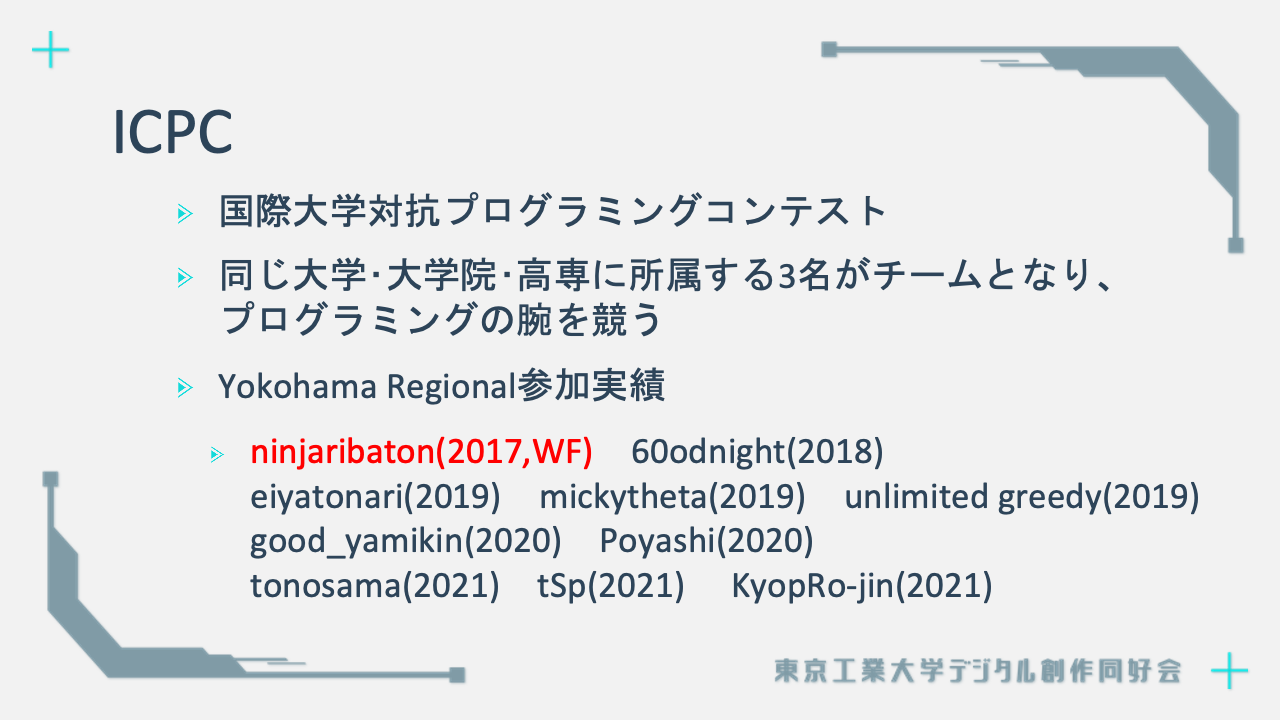 ICPC
国際大学対抗プログラミングコンテスト
同じ大学･大学院･高専に所属する3名がチームとなり、
プログラミングの腕を競う
Yokohama Regional参加実績
ninjaribaton(2017,WF) 60odnight(2018)
eiyatonari(2019) mickytheta(2019) unlimited greedy(2019)
good_yamikin(2020) Poyashi(2020)
tonosama(2021) tSp(2021) KyopRo-jin(2021)
東京工業大学デジタル創作同好会